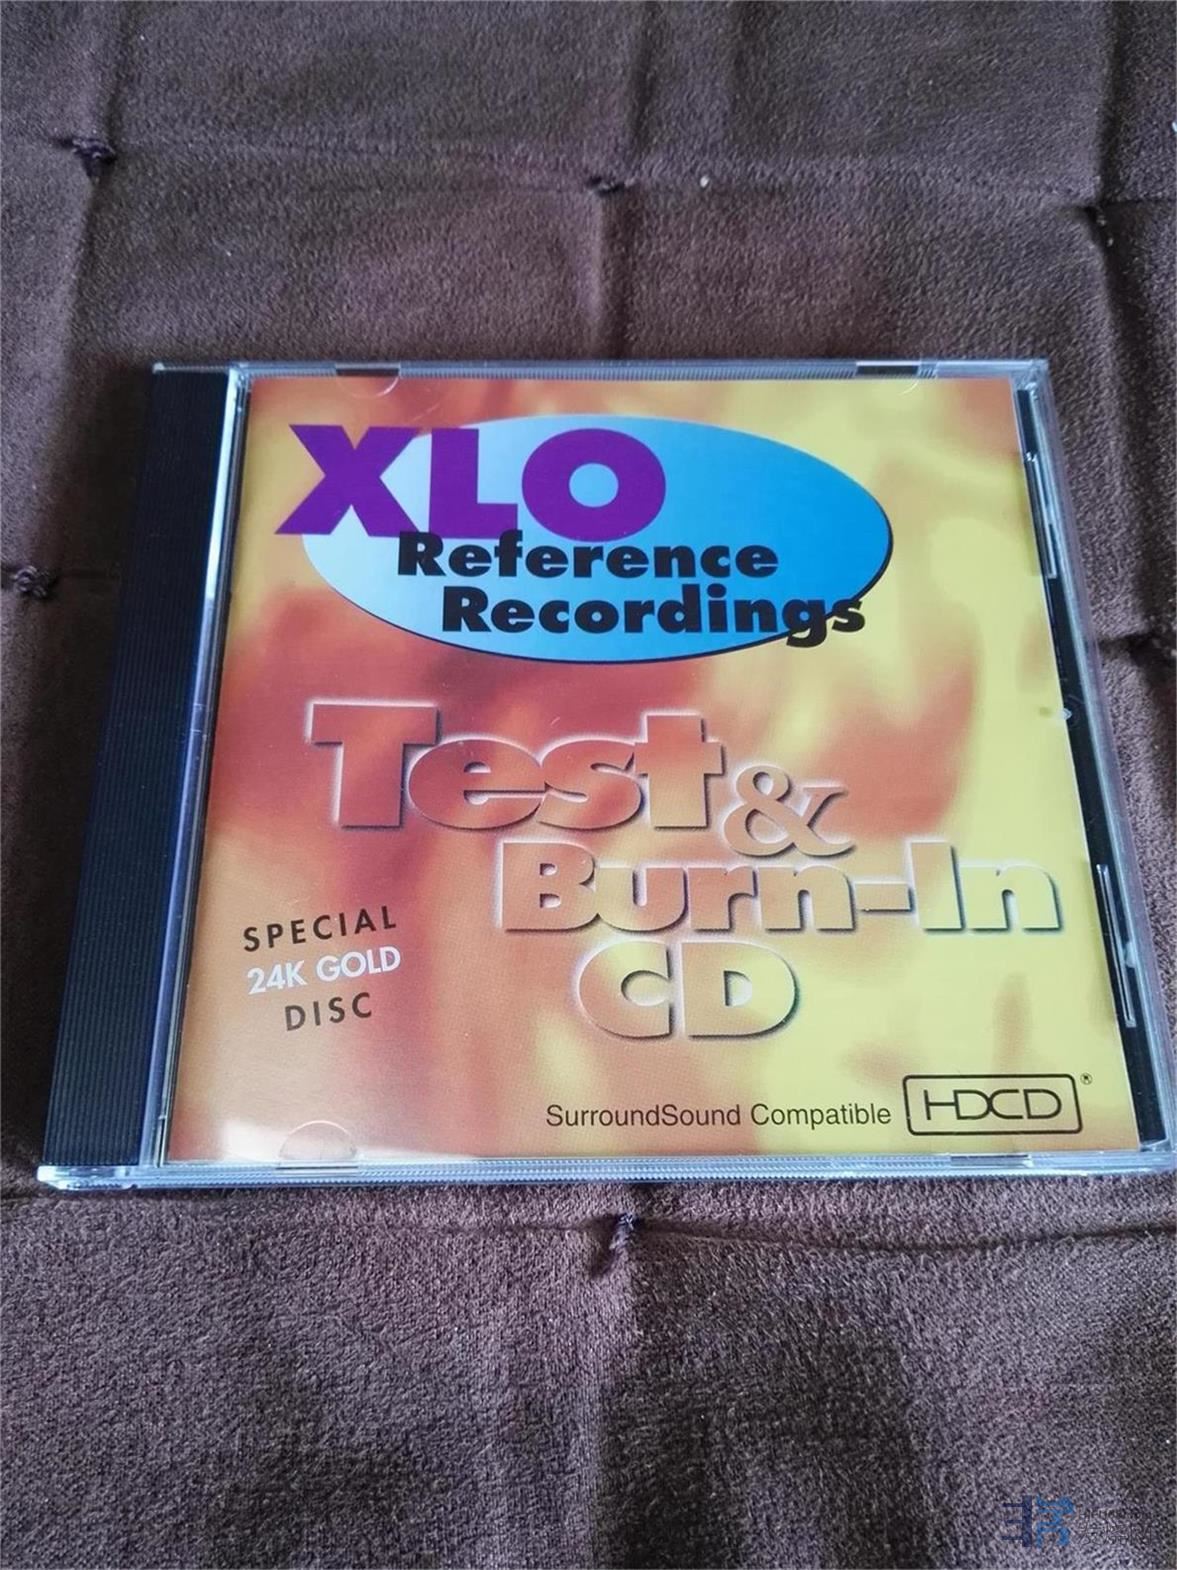 XLO
Reference
Recordings
Test &
Burn-In
CD
SPECIAL
24K GOLD
DISC
SurroundSound Compatible
HDCD®